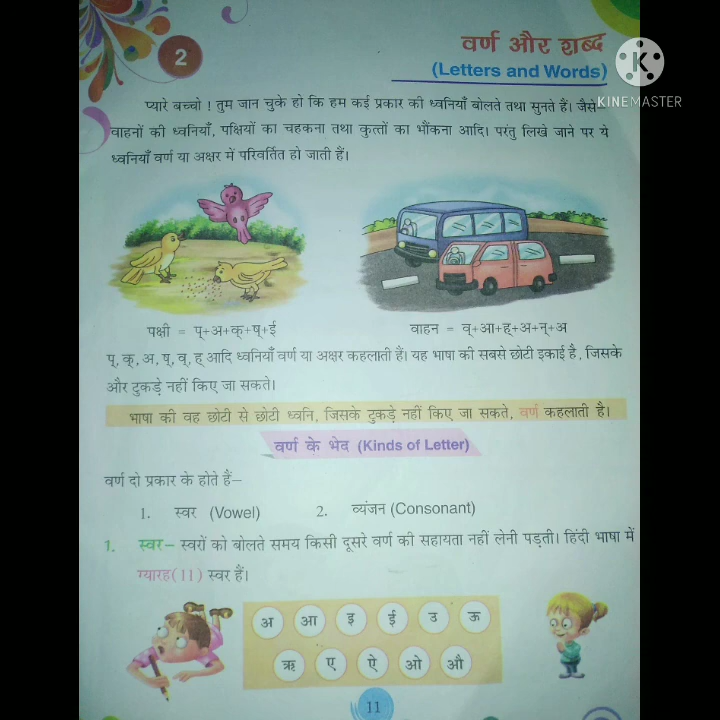 2
वर्ण और शब्द
(Letters and Words)
K
KINEMASTER
प्यारे बच्चो ! तुम जान चुके हो कि हम कई प्रकार की ध्वनियाँ बोलते तथा सुनते हैं। जैसे-
वाहनों की ध्वनियाँ, पक्षियों का चहकना तथा कुत्तों का भौंकना आदि। परंतु लिखे जाने पर ये
ध्वनियाँ वर्ण या अक्षर में परिवर्तित हो जाती हैं।
पक्षी = प्+अ+क्+ष्+ई
वाहन = व्+आ+ह्+अ+न्+अ
प्, क्, अ, ष्, व्, ह् आदि ध्वनियाँ वर्ण या अक्षर कहलाती हैं। यह भाषा की सबसे छोटी इकाई है, जिसके
और टुकड़े नहीं किए जा सकते।
भाषा की वह छोटी से छोटी ध्वनि, जिसके टुकड़े नहीं किए जा सकते, वर्ण कहलाती है।
वर्ण के भेद (Kinds of Letter)
वर्ण दो प्रकार के होते हैं–
1. स्वर (Vowel) 2. व्यंजन (Consonant)
1. स्वर– स्वरों को बोलते समय किसी दूसरे वर्ण की सहायता नहीं लेनी पड़ती। हिंदी भाषा में
ग्यारह(11) स्वर हैं।
अ आ इ ई उ ऊ
ऋ ए ऐ ओ औ
11